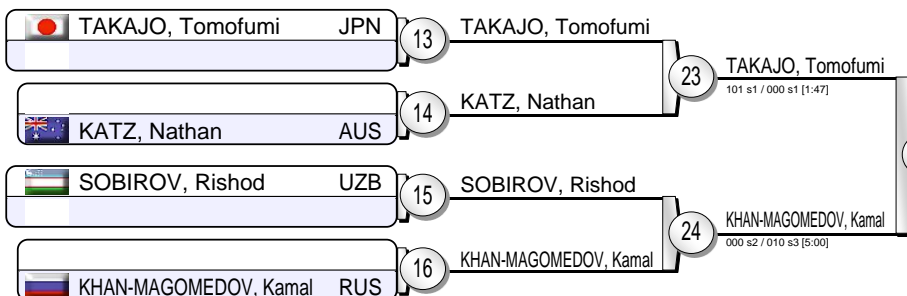 TAKAJO, Tomofumi JPN
13
TAKAJO, Tomofumi
23
TAKAJO, Tomofumi
101 s1 / 000 s1 [1:47]
14
KATZ, Nathan
KATZ, Nathan AUS
SOBIROV, Rishod UZB
15
SOBIROV, Rishod
24
KHAN-MAGOMEDOV, Kamal
000 s2 / 010 s3 [5:00]
16
KHAN-MAGOMEDOV, Kamal
KHAN-MAGOMEDOV, Kamal RUS